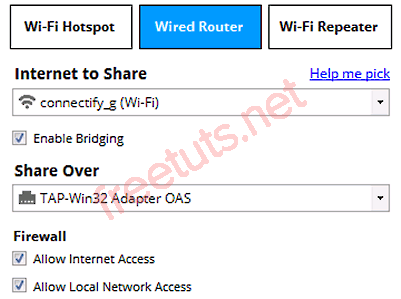 Wi-Fi Hotspot
Wired Router
Wi-Fi Repeater
Internet to Share
Help me pick
connectify_g (Wi-Fi)
Enable Bridging
Share Over
TAP-Win32 Adapter OAS
Firewall
Allow Internet Access
Allow Local Network Access
freetuts.net